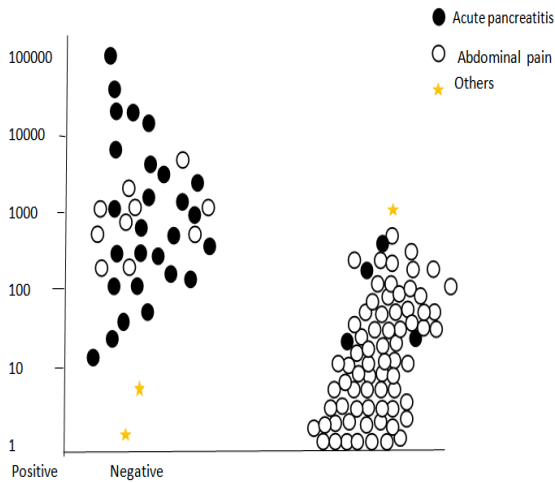 Acute pancreatitis
Abdominal pain
Others
100000
10000
1000
100
10
1
Positive Negative